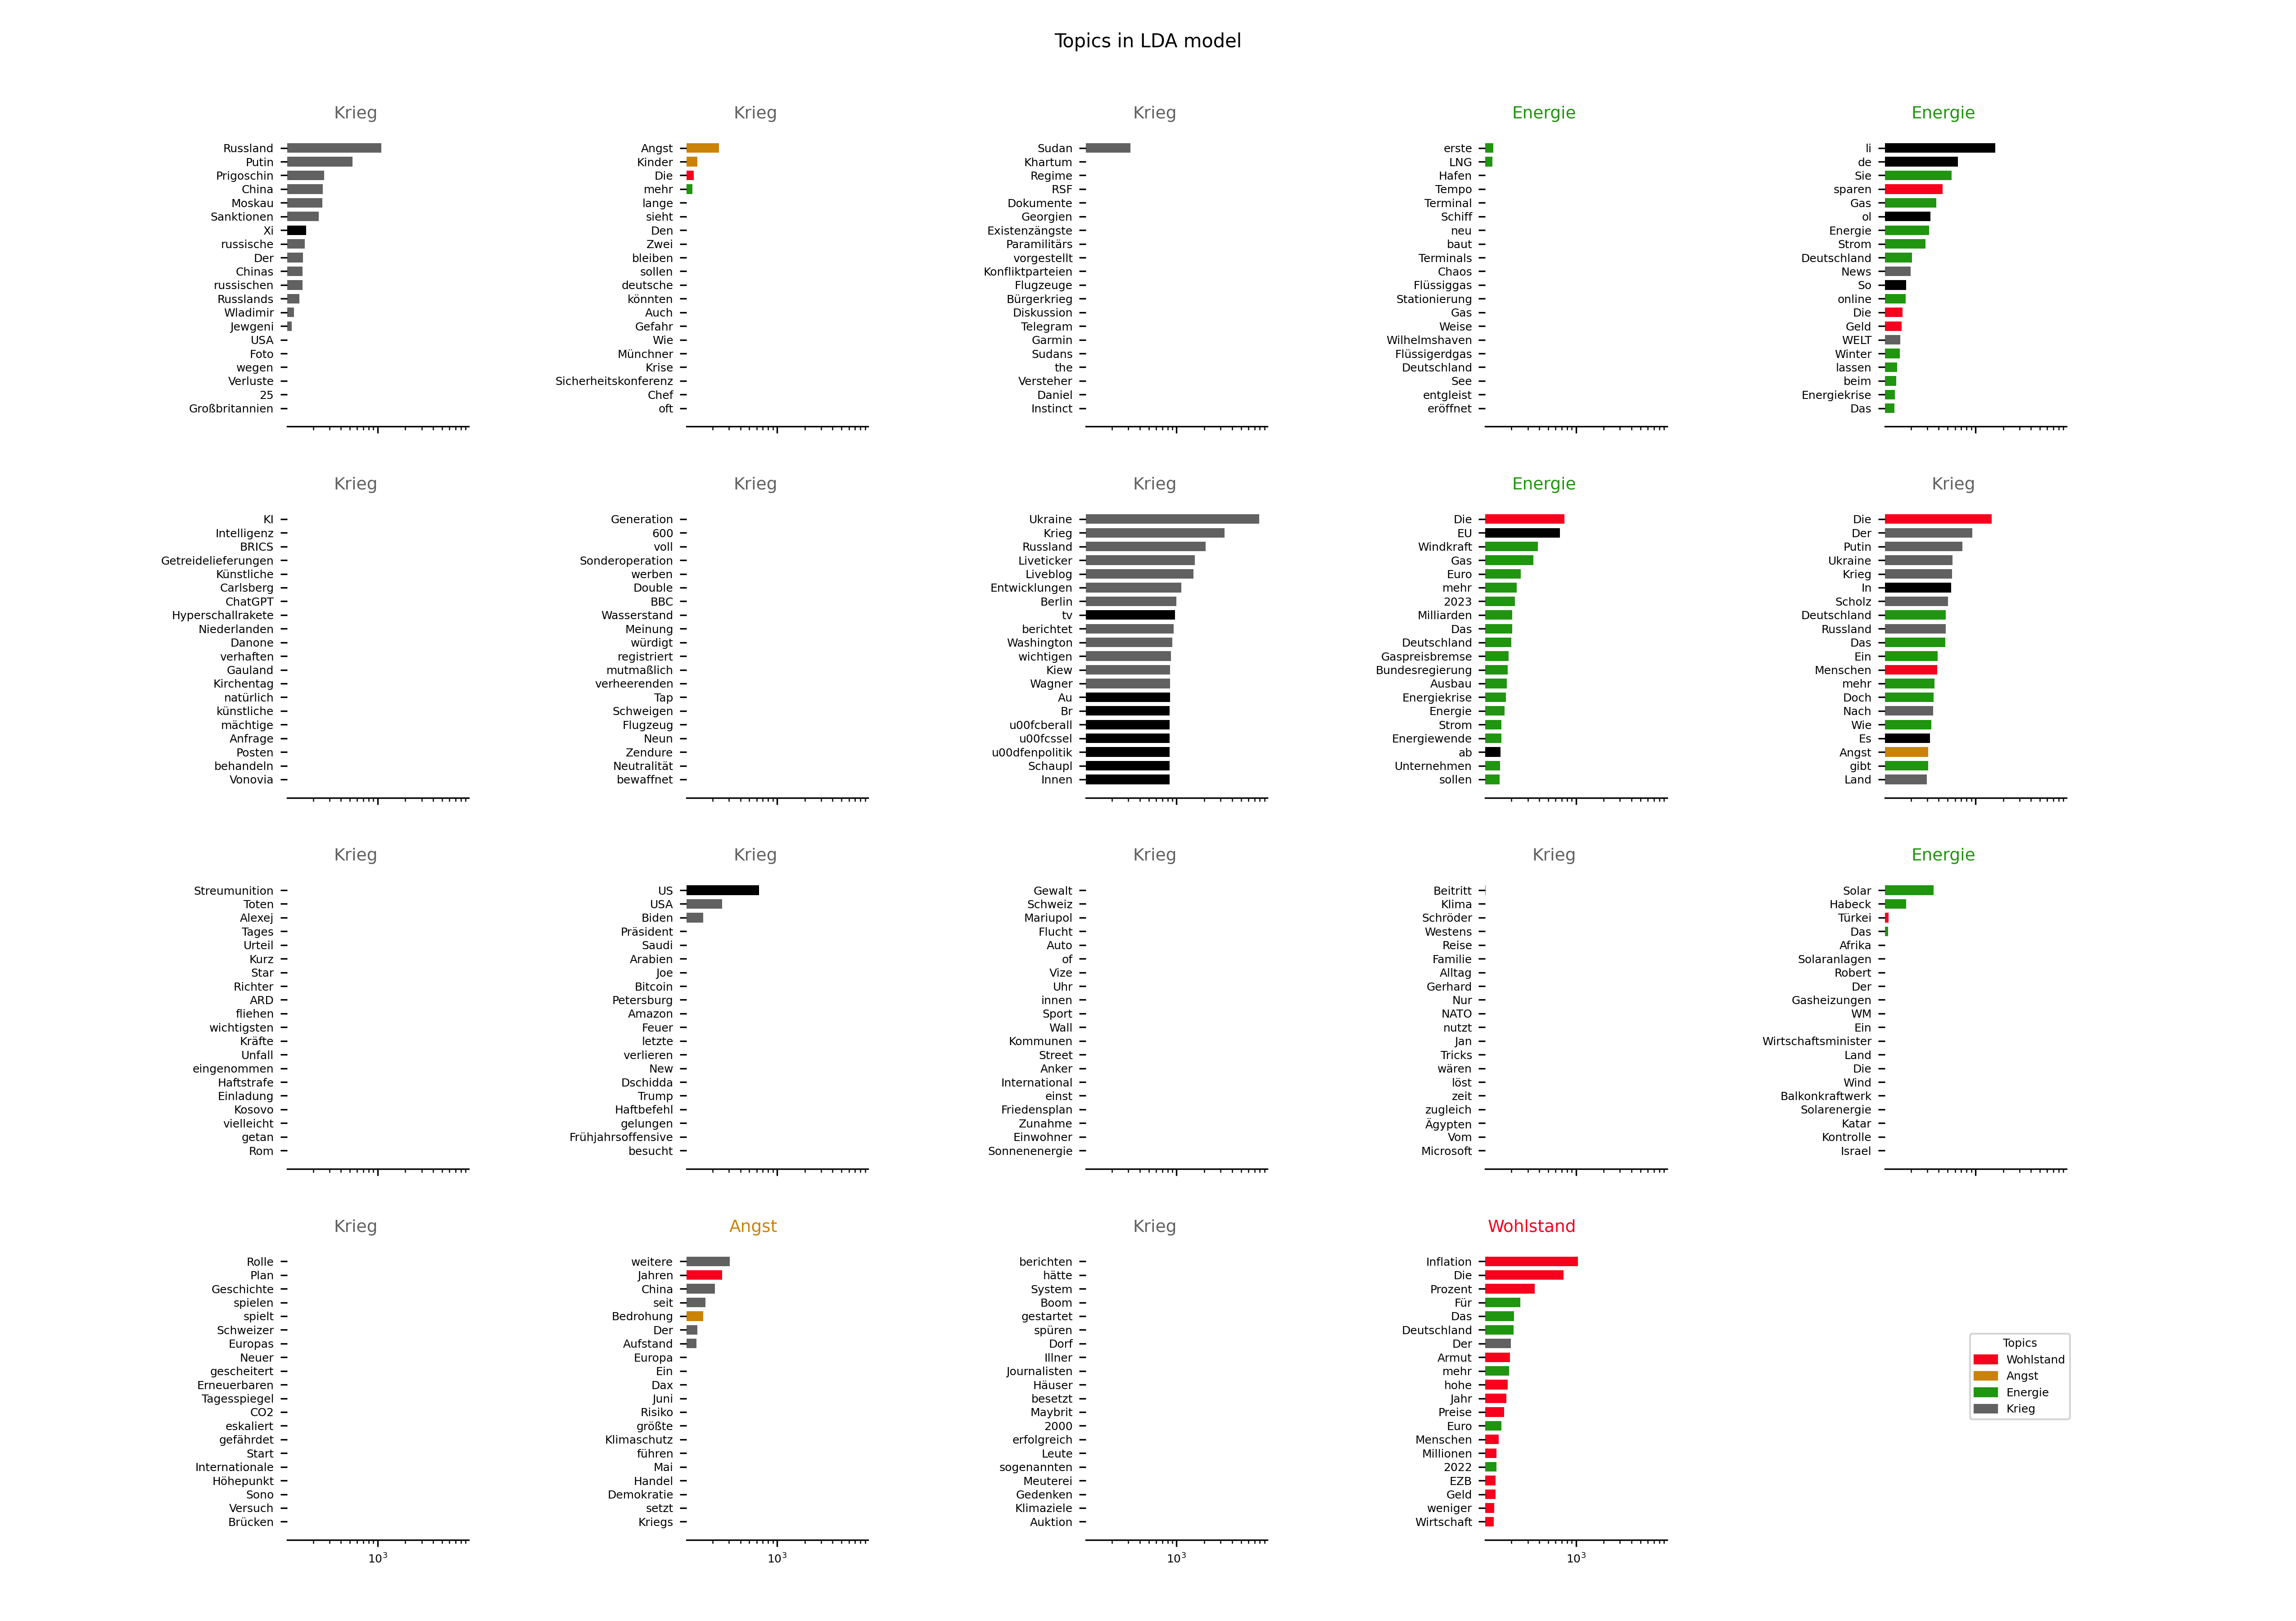 Topics in LDA model
Krieg
Russland
Putin
Prigoschin
China
Moskau
Sanktionen
Xi
russische
Der
Chinas
russischen
Russlands
Wladimir
Jewgeni
USA
Foto
wegen
Verluste
25
Großbritannien
Krieg
Angst
Kinder
Die
mehr
lange
sieht
Den
Zwei
bleiben
sollen
deutsche
könnten
Auch
Gefahr
Wie
Münchner
Krise
Sicherheitskonferenz
Chef
oft
Krieg
Sudan
Khartum
Regime
RSF
Dokumente
Georgien
Existenzängste
Paramilitärs
vorgestellt
Konfliktparteien
Flugzeuge
Bürgerkrieg
Diskussion
Telegram
Garmin
Sudans
the
Versteher
Daniel
Instinct
Energie
erste
LNG
Hafen
Tempo
Terminal
Schiff
neu
baut
Terminals
Chaos
Flüssiggas
Stationierung
Gas
Weise
Wilhelmshaven
Flüssigerdgas
Deutschland
See
entgleist
eröffnet
Energie
li
de
Sie
sparen
Gas
ol
Energie
Strom
Deutschland
News
So
online
Die
Geld
WELT
Winter
lassen
beim
Energiekrise
Das
Krieg
KI
Intelligenz
BRICS
Getreidelieferungen
Künstliche
Carlsberg
ChatGPT
Hyperschallrakete
Niederlanden
Danone
verhaften
Gauland
Kirchentag
natürlich
künstliche
mächtige
Anfrage
Posten
behandeln
Vonovia
Krieg
Generation
600
voll
Sonderoperation
werben
Double
BBC
Wasserstand
Meinung
würdigt
registriert
mutmaßlich
verheerenden
Tap
Schweigen
Flugzeug
Neun
Zendure
Neutralität
bewaffnet
Krieg
Ukraine
Krieg
Russland
Liveticker
Liveblog
Entwicklungen
Berlin
tv
berichtet
Washington
wichtigen
Kiew
Wagner
Au
Br
u00fcberall
u00fcssel
u00dfenpolitik
Schaupl
Innen
Energie
Die
EU
Windkraft
Gas
Euro
mehr
2023
Milliarden
Das
Deutschland
Gaspreisbremse
Bundesregierung
Ausbau
Energiekrise
Energie
Strom
Energiewende
ab
Unternehmen
sollen
Krieg
Die
Der
Putin
Ukraine
Krieg
In
Scholz
Deutschland
Russland
Das
Ein
Menschen
mehr
Doch
Nach
Wie
Es
Angst
gibt
Land
Krieg
Streumunition
Toten
Alexej
Tages
Urteil
Kurz
Star
Richter
ARD
fliehen
wichtigsten
Kräfte
Unfall
eingenommen
Haftstrafe
Einladung
Kosovo
vielleicht
getan
Rom
Krieg
US
USA
Biden
Präsident
Saudi
Arabien
Joe
Bitcoin
Petersburg
Amazon
Feuer
letzte
verlieren
New
Dschidda
Trump
Haftbefehl
gelungen
Frühjahrsoffensive
besucht
Krieg
Gewalt
Schweiz
Mariupol
Flucht
Auto
of
Vize
Uhr
innen
Sport
Wall
Kommunen
Street
Anker
International
einst
Friedensplan
Zunahme
Einwohner
Sonnenenergie
Krieg
Beitritt
Klima
Schröder
Westens
Reise
Familie
Alltag
Gerhard
Nur
NATO
nutzt
Jan
Tricks
wären
löst
zeit
zugleich
Ägypten
Vom
Microsoft
Energie
Solar
Habeck
Türkei
Das
Afrika
Solaranlagen
Robert
Der
Gasheizungen
WM
Ein
Wirtschaftsminister
Land
Die
Wind
Balkonkraftwerk
Solarenergie
Katar
Kontrolle
Israel
Krieg
Rolle
Plan
Geschichte
spielen
spielt
Schweizer
Europas
Neuer
gescheitert
Erneuerbaren
Tagesspiegel
CO2
eskaliert
gefährdet
Start
Internationale
Höhepunkt
Sono
Versuch
Brücken
10³
Angst
weitere
Jahren
China
seit
Bedrohung
Der
Aufstand
Europa
Ein
Dax
Juni
Risiko
größte
Klimaschutz
führen
Mai
Handel
Demokratie
setzt
Kriegs
10³
Krieg
berichten
hätte
System
Boom
gestartet
spüren
Dorf
Illner
Journalisten
Häuser
besetzt
Maybrit
2000
erfolgreich
Leute
sogenannten
Meuterei
Gedenken
Klimaziele
Auktion
10³
Wohlstand
Inflation
Die
Prozent
Für
Das
Deutschland
Der
Armut
mehr
hohe
Jahr
Preise
Euro
Menschen
Millionen
2022
EZB
Geld
weniger
Wirtschaft
10³
Topics
Wohlstand
Angst
Energie
Krieg